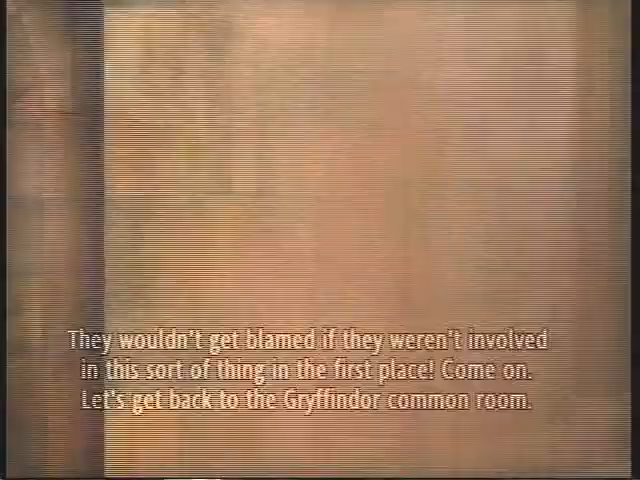 They wouldn't get blamed if they weren't involved
in this sort of thing in the first place! Come on.
Let's get back to the Gryffindor common room.